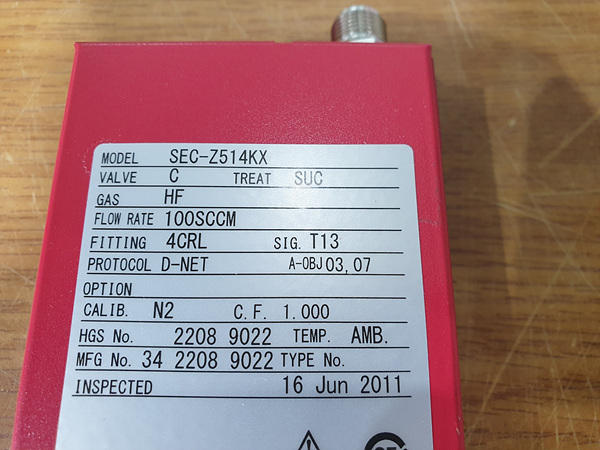 MODEL SEC-Z514KX
VALVE C TREAT SUC
GAS HF
FLOW RATE 100SCCM
FITTING 4CRL SIG. T13
PROTOCOL D-NET A-OBJ 03,07
OPTION
CALIB. N2 C.F. 1.000
HGS No. 2208 9022 TEMP. AMB.
MFG No. 34 2208 9022 TYPE No.
INSPECTED 16 Jun 2011